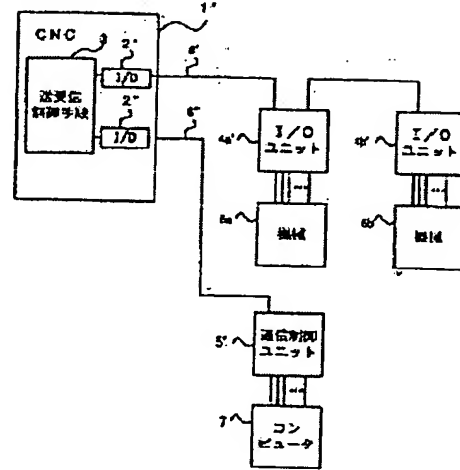 1"
CNC
3
2"
送受信
制御手段
I/O
2"
I/O
6'
6"
4a'
I/O
ユニット
4b'
I/O
ユニット
6a
機械
6b
機械
5'
通信制御
ユニット
7
コン
ピュータ